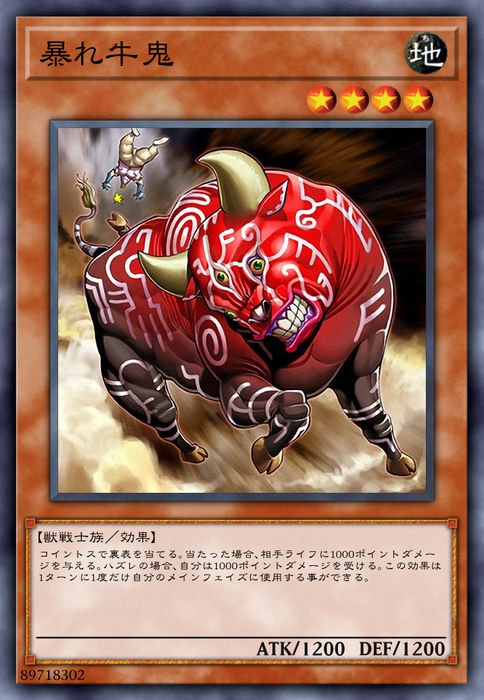 暴れ牛鬼
ち
地
【獣戦士族／効果】
コイントスで裏表を当てる。当たった場合、相手ライフに1000ポイントダメー
ジを与える。ハズレの場合、自分は1000ポイントダメージを受ける。この効果は
1ターンに1度だけ自分のメインフェイズに使用する事ができる。
ATK/1200 DEF/1200
89718302